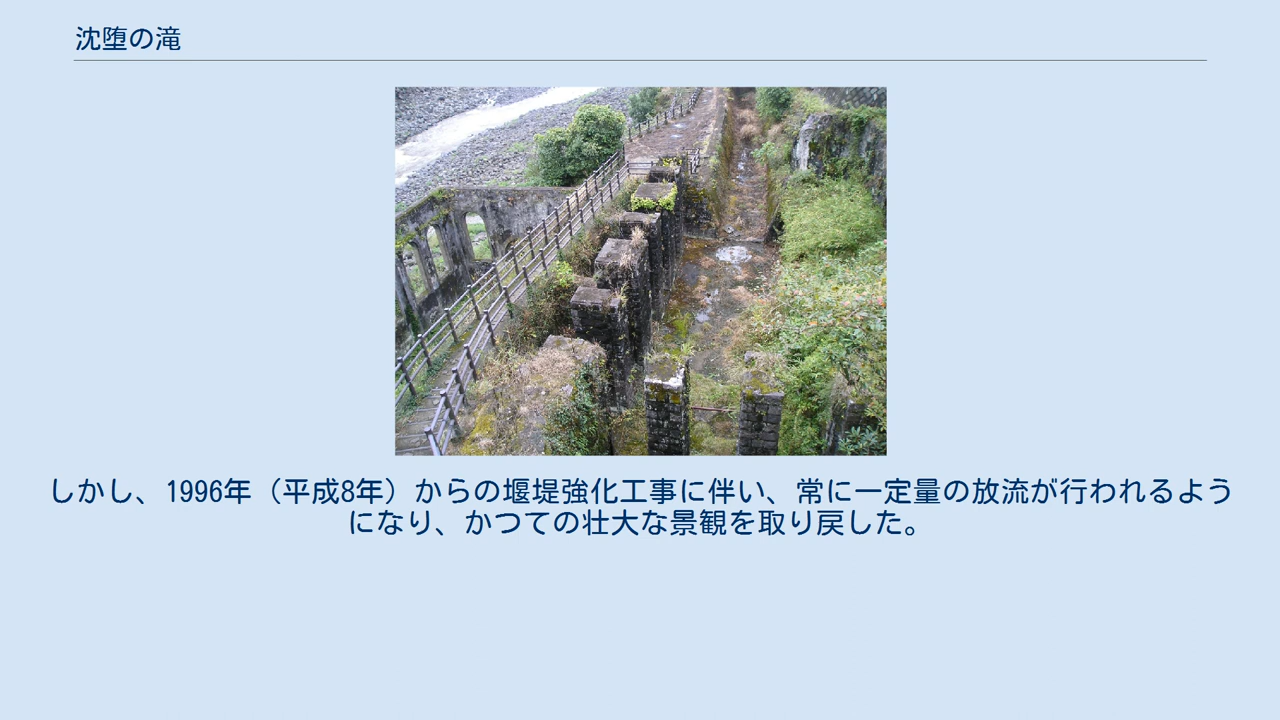 沈堕の滝
しかし、1996年（平成8年）からの堰堤強化工事に伴い、常に一定量の放流が行われるよう
になり、かつての壮大な景観を取り戻した。